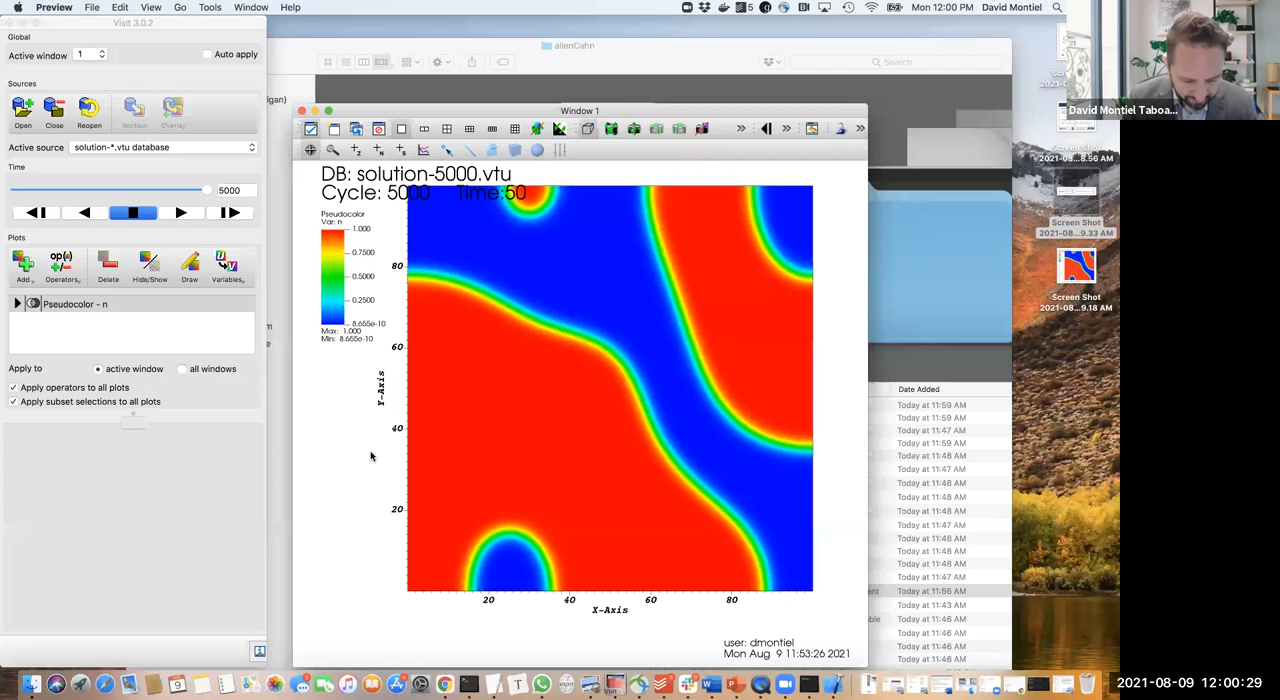 Preview File Edit View Go Tools Window Help
5 Mon 12:00 PM David Montiel
Visit 3.0.2
Global
Active window 1 Auto apply
Sources
Open Close Reopen Replace Overlay
Active source solution-*.vtu database
Time
5000
Plots
Add Operators Delete Hide/Show Draw Variables
Pseudocolor - n
Apply to active window all windows
Apply operators to all plots
Apply subset selections to all plots
allenCahn
Search
Window 1
DB: solution-5000.vtu
Cycle: 5000 Time:50
Pseudocolor
Var: n
1.000
0.7500
0.5000
0.2500
8.655e-10
Max: 1.000
Min: 8.655e-10
80
60
40
20
Y-Axis
20 40 60 80
X-Axis
user: dmontiel
Mon Aug 9 11:53:26 2021
Date Added
Today at 11:59 AM
Today at 11:59 AM
Today at 11:47 AM
Today at 11:59 AM
Today at 11:48 AM
Today at 11:47 AM
Today at 11:48 AM
Today at 11:48 AM
Today at 11:47 AM
Today at 11:48 AM
Today at 11:48 AM
Today at 11:48 AM
Today at 11:47 AM
Today at 11:56 AM
Today at 11:43 AM
Today at 11:46 AM
Today at 11:46 AM
Today at 11:46 AM
Today at 11:46 AM
Today at 11:46 AM
David Montiel Taboa...
2021-08...8.56 AM
Screen Shot
2021-08...9.33 AM
Screen Shot
2021-08...9.18 AM
2021-08-09 12:00:29